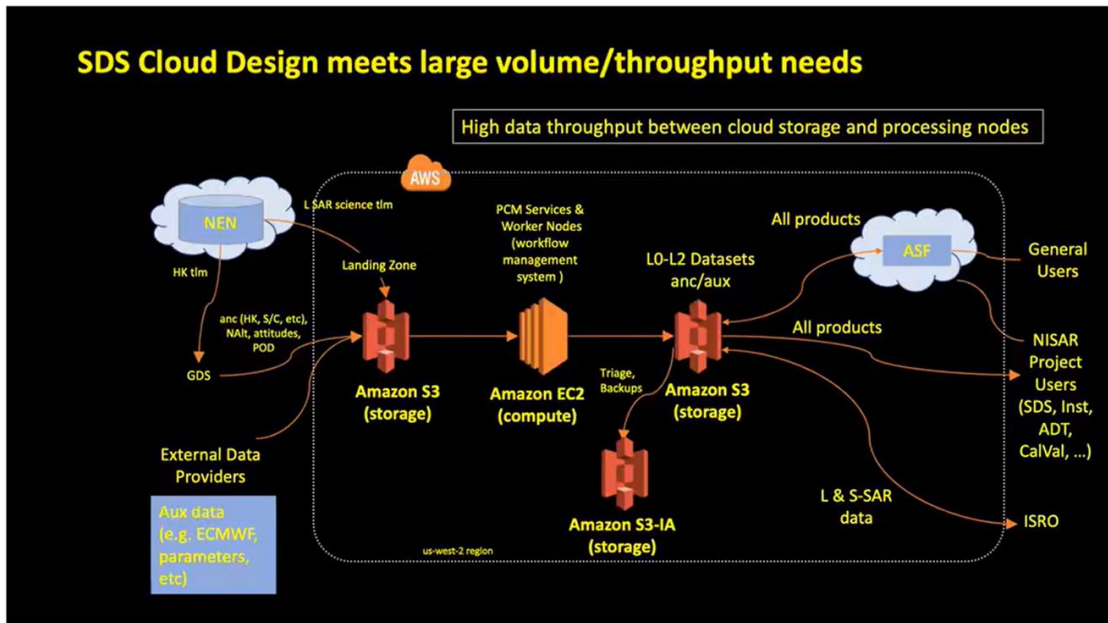 SDS Cloud Design meets large volume/throughput needs
High data throughput between cloud storage and processing nodes
AWS
NEN
L SAR science tlm
HK tlm
Landing Zone
anc (HK, S/C, etc),
NAlt, attitudes,
POD
GDS
External Data
Providers
Aux data
(e.g. ECMWF,
parameters,
etc)
Amazon S3
(storage)
PCM Services &
Worker Nodes
(workflow
management
system )
Amazon EC2
(compute)
L0-L2 Datasets
anc/aux
Amazon S3
(storage)
Triage,
Backups
Amazon S3-IA
(storage)
us-west-2 region
All products
ASF
General
Users
All products
NISAR
Project
Users
(SDS, Inst,
ADT,
CalVal, ...)
L & S-SAR
data
ISRO